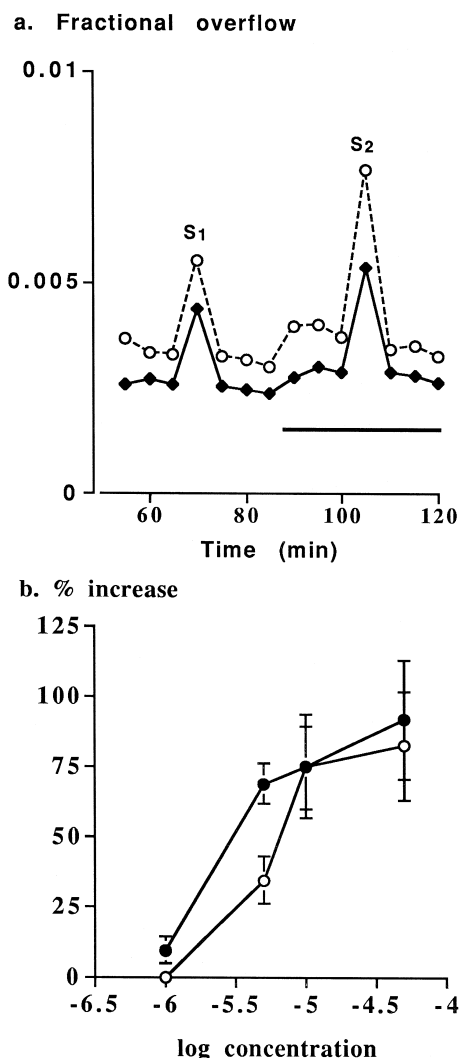 a. Fractional overflow
0.01
S2
S1
0.005
0
60 80 100 120
Time (min)
b. % increase
125
100
75
50
25
0
-6.5 -6 -5.5 -5 -4.5 -4
log concentration